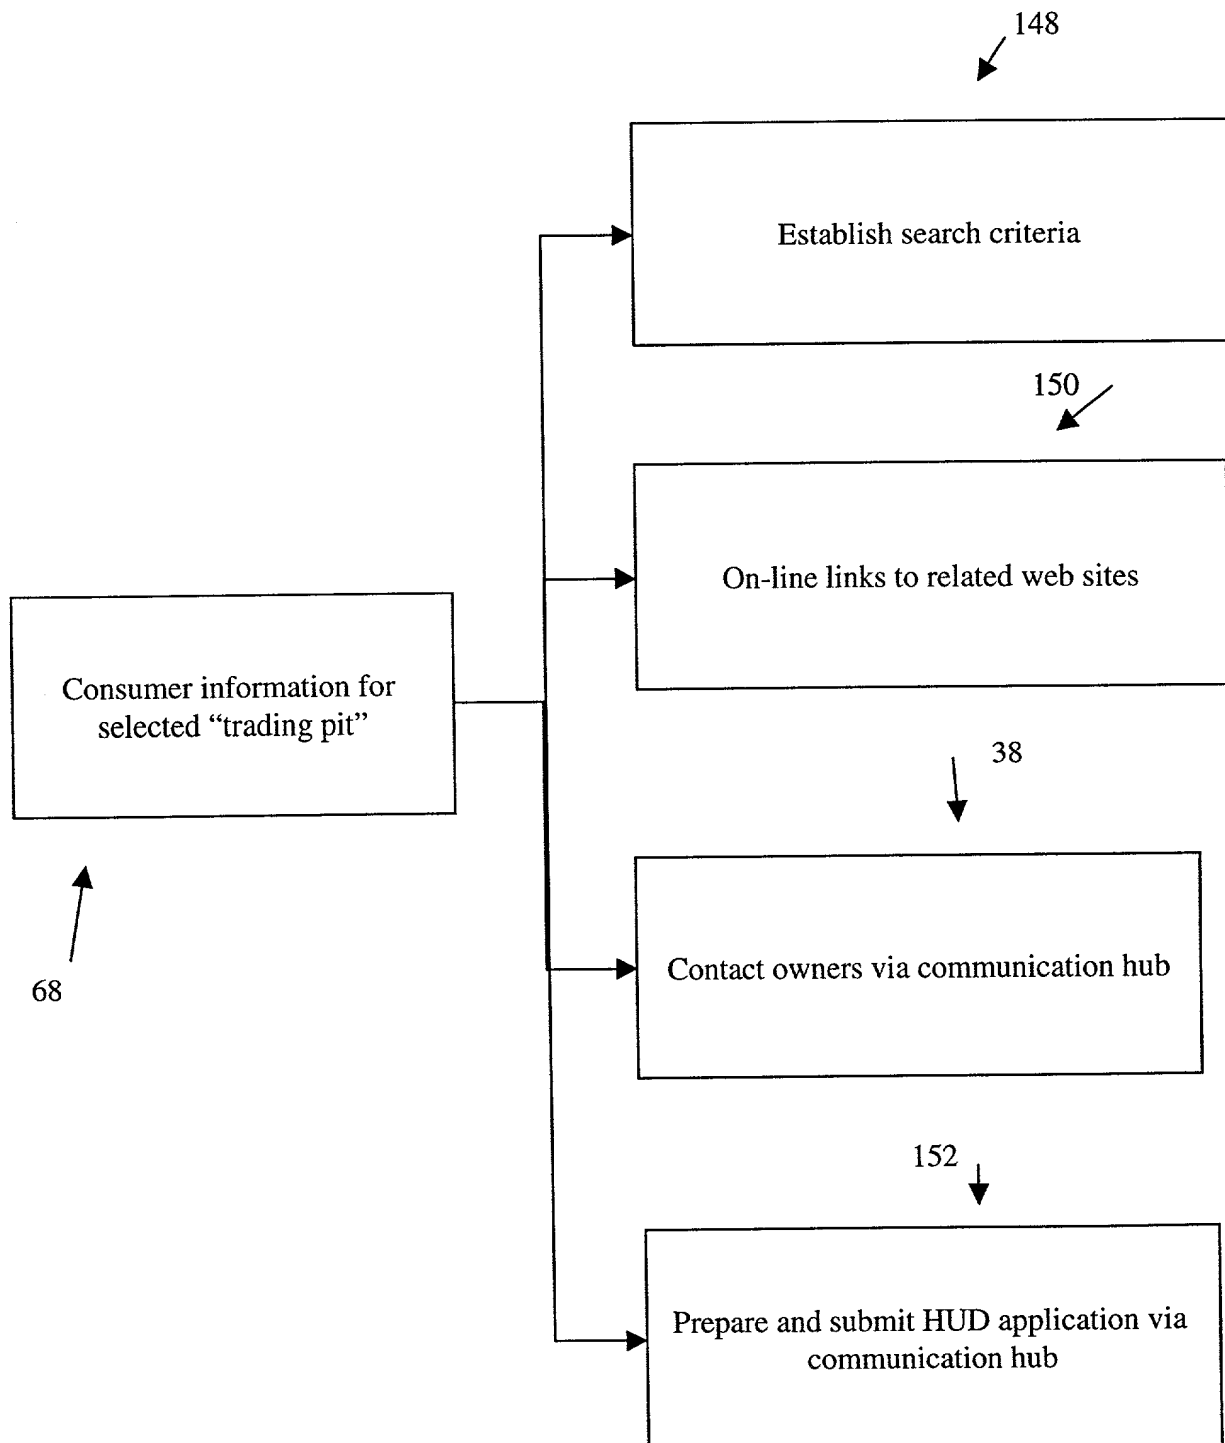 148
Establish search criteria
150
On-line links to related web sites
Consumer information for
selected “trading pit”
38
68
Contact owners via communication hub
152
Prepare and submit HUD application via
communication hub